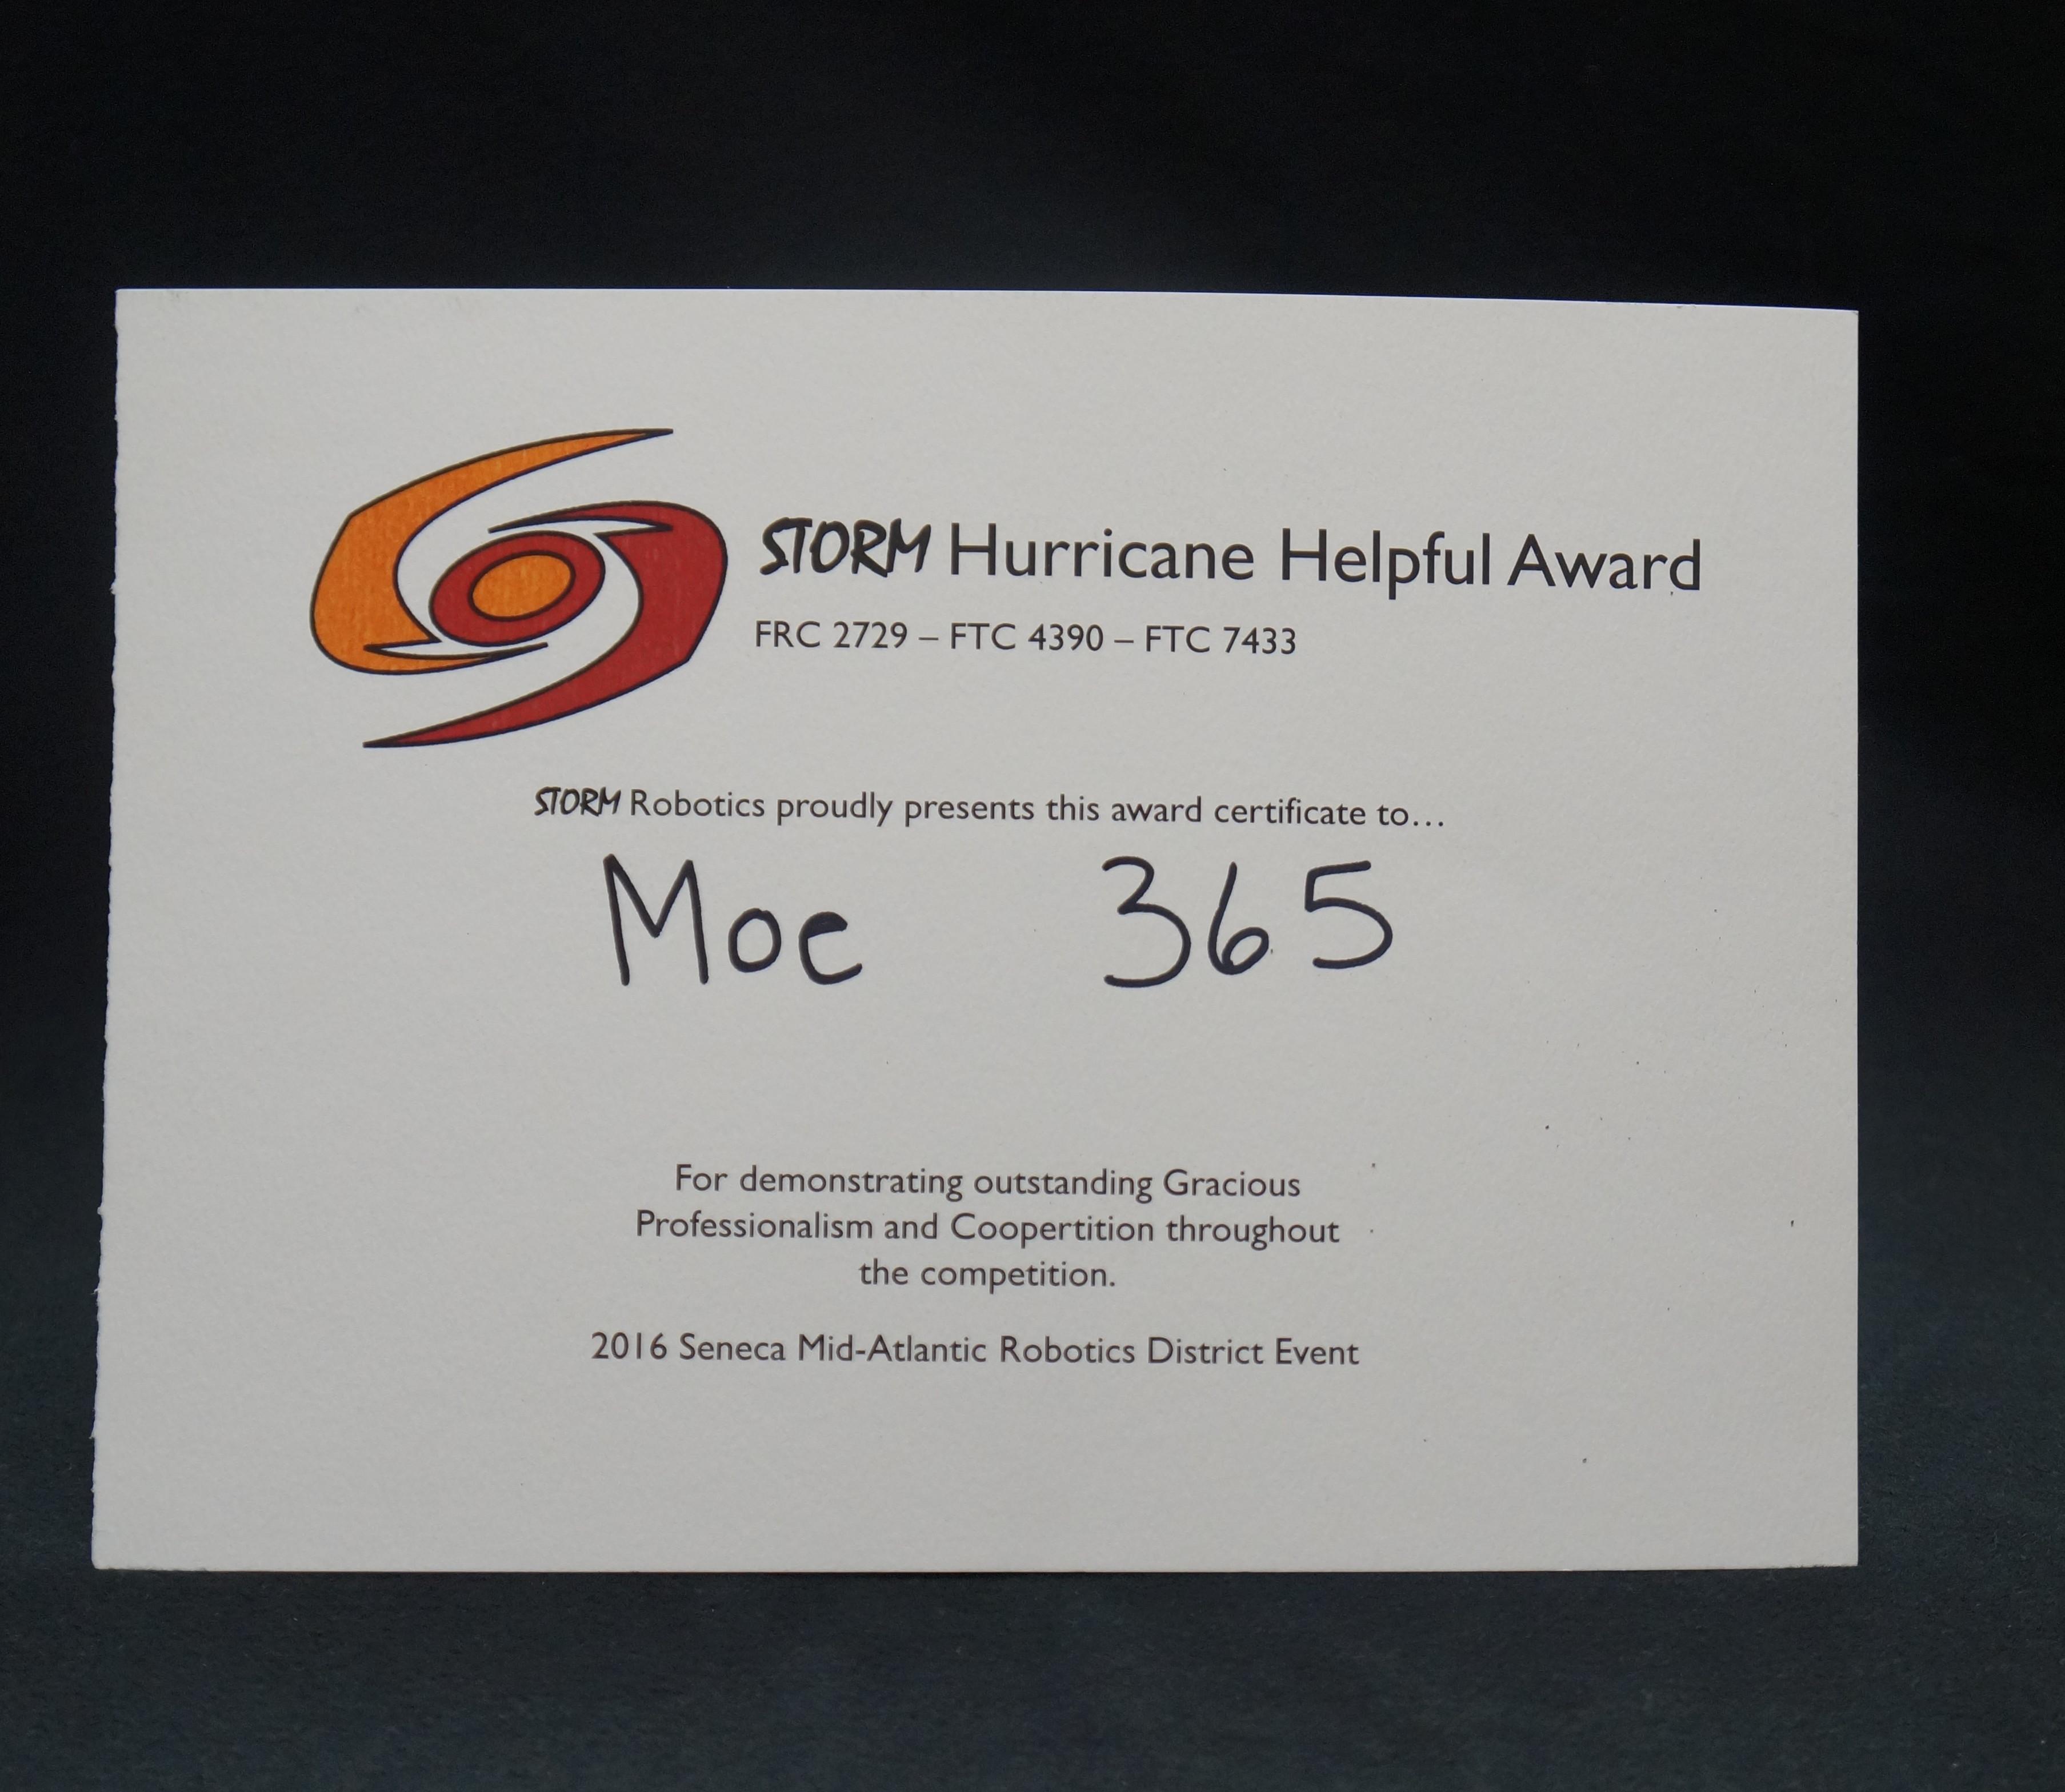 STORM Hurricane Helpful Award
FRC 2729 – FTC 4390 – FTC 7433
STORM Robotics proudly presents this award certificate to...
Moe 365
For demonstrating outstanding Gracious
Professionalism and Coopertition throughout
the competition.
2016 Seneca Mid-Atlantic Robotics District Event